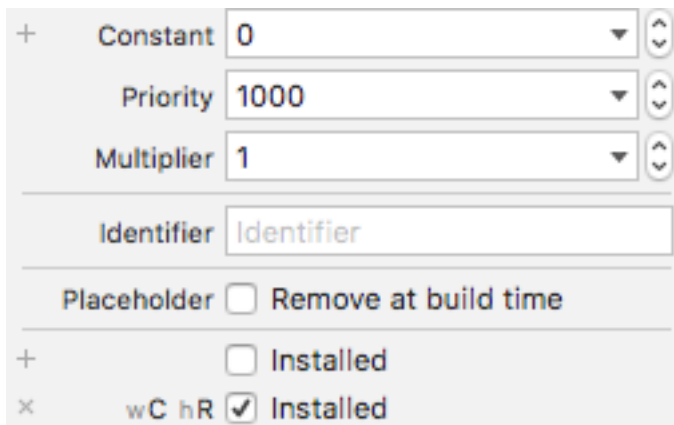 + Constant 0
Priority 1000
Multiplier 1
Identifier Identifier
Placeholder Remove at build time
+ Installed
× wC hR ✓ Installed